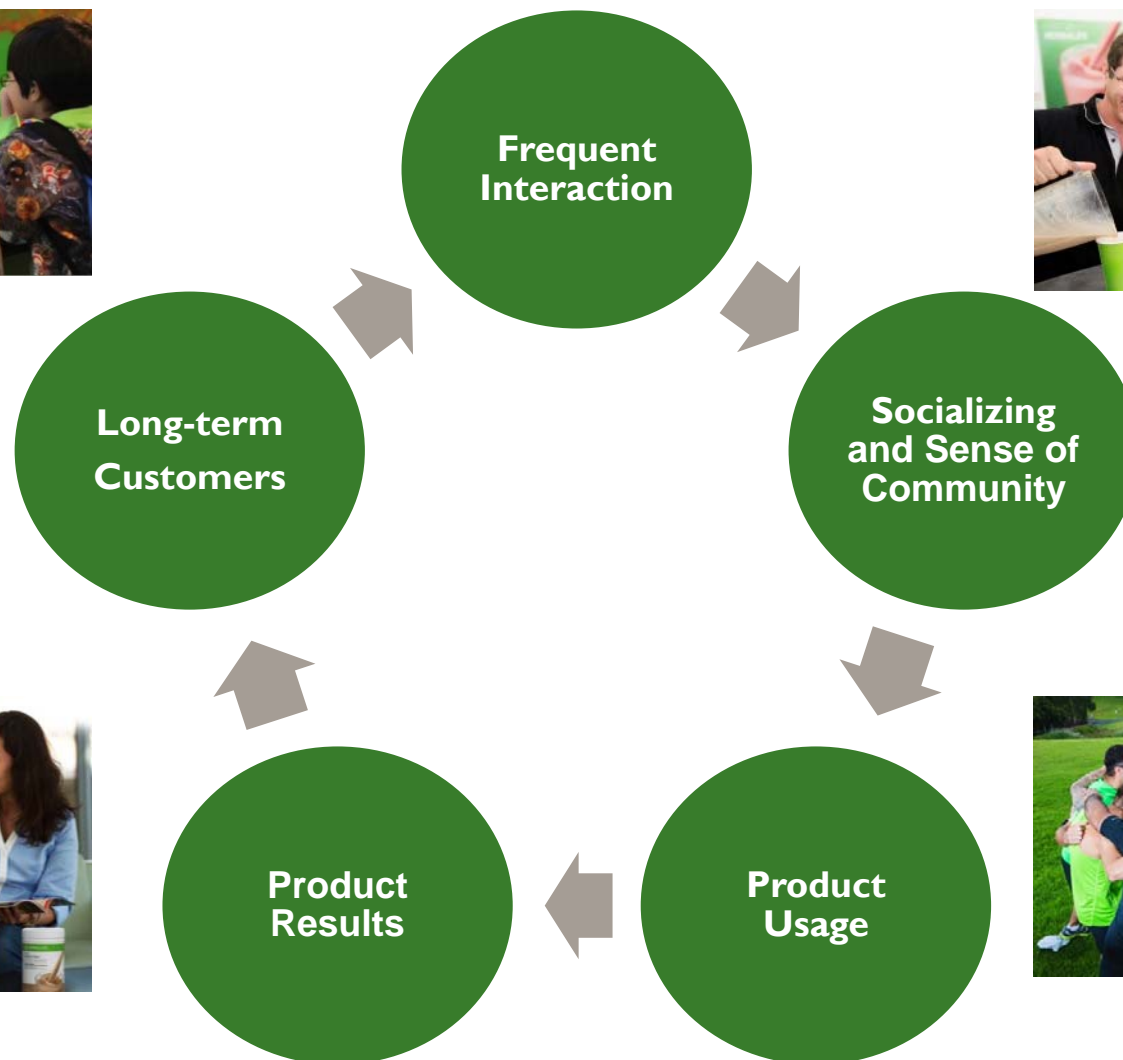 Frequent
Interaction
Socializing
and Sense of
Community
Product
Usage
Product
Results
Long-term
Customers